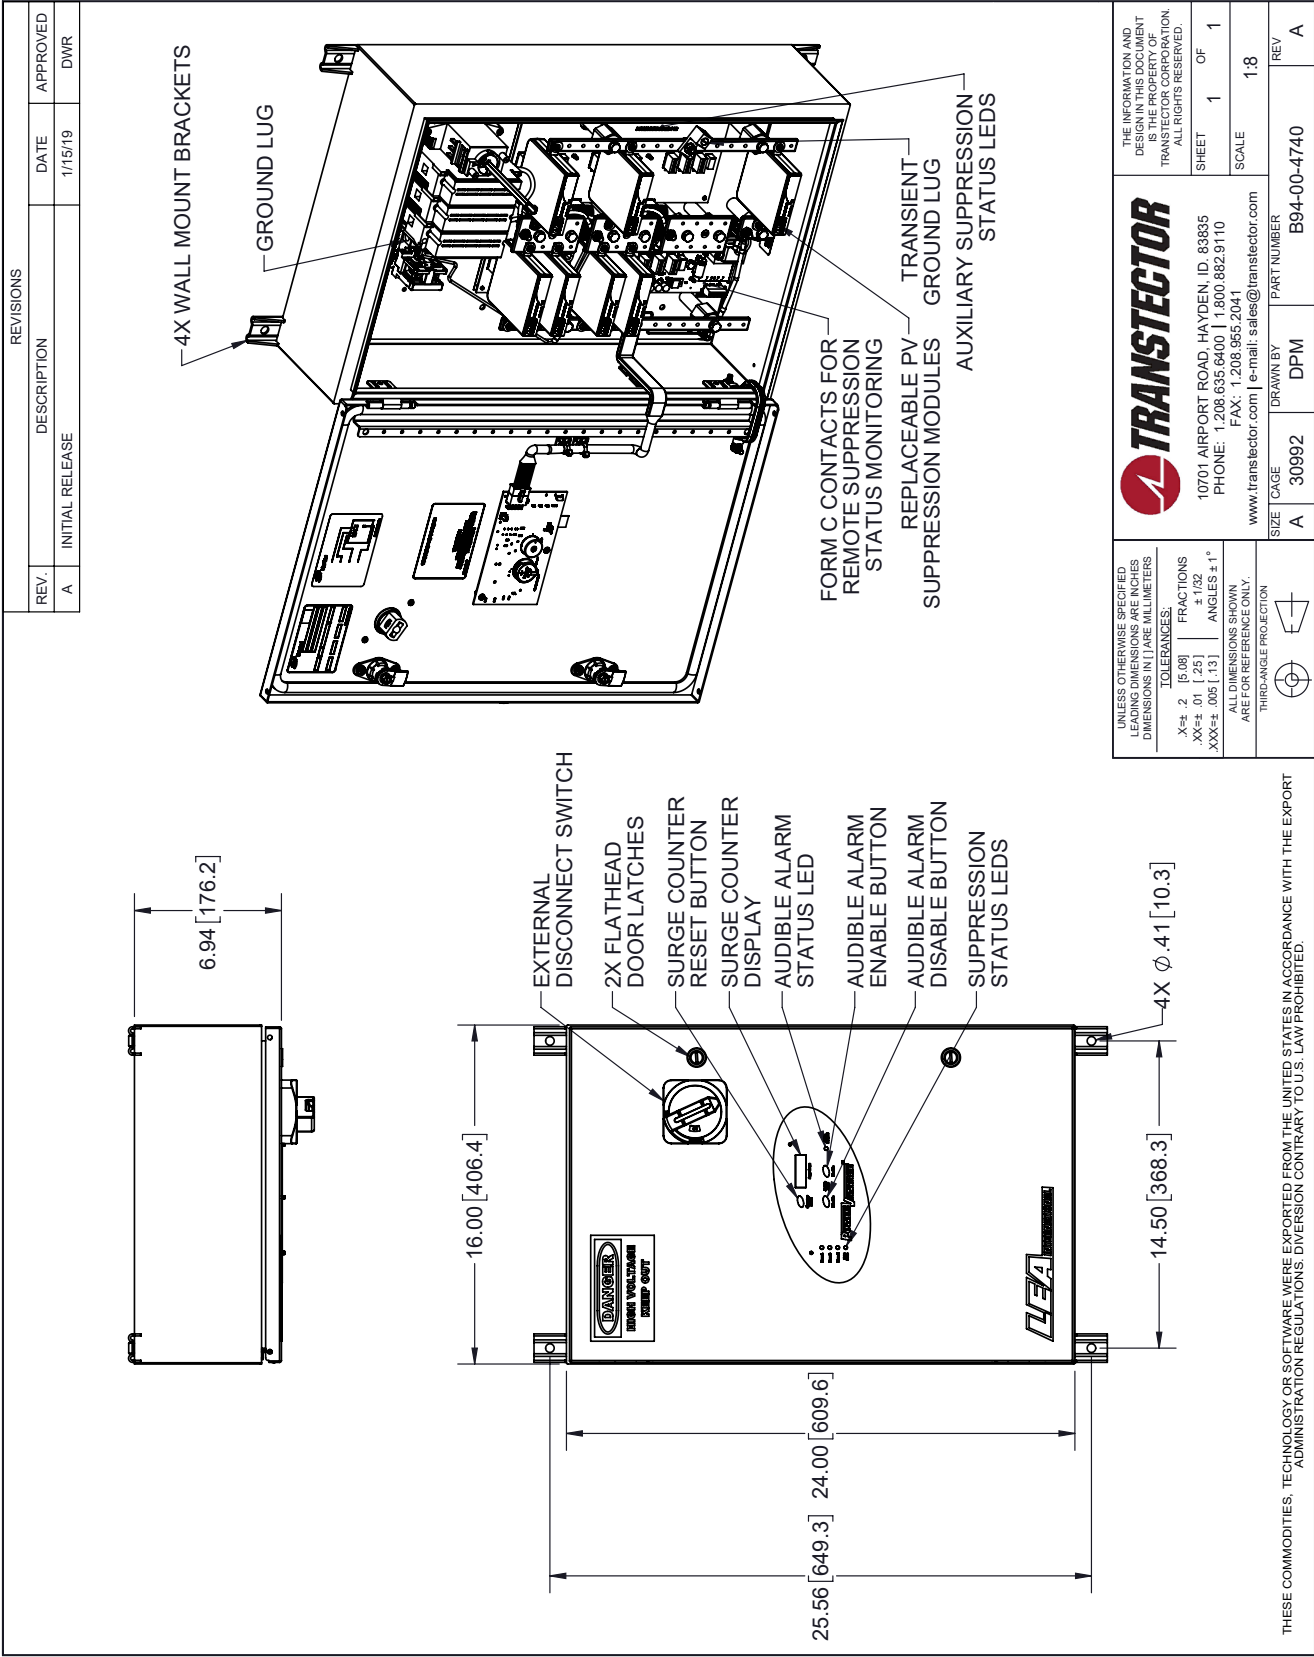 REVISIONS
REV. DESCRIPTION DATE APPROVED
A INITIAL RELEASE 1/15/19 DWR
6.94 [176.2]
16.00 [406.4]
24.00 [609.6]
25.56 [649.3]
14.50 [368.3]
4X Ø.41 [10.3]
EXTERNAL
DISCONNECT SWITCH
2X FLATHEAD
DOOR LATCHES
SURGE COUNTER
RESET BUTTON
SURGE COUNTER
DISPLAY
AUDIBLE ALARM
STATUS LED
AUDIBLE ALARM
ENABLE BUTTON
AUDIBLE ALARM
DISABLE BUTTON
SUPPRESSION
STATUS LEDS
DANGER
HIGH VOLTAGE
KEEP OUT
LEA
4X WALL MOUNT BRACKETS
GROUND LUG
FORM C CONTACTS FOR
REMOTE SUPPRESSION
STATUS MONITORING
REPLACEABLE PV
SUPPRESSION MODULES
TRANSIENT
GROUND LUG
AUXILIARY SUPPRESSION
STATUS LEDS
UNLESS OTHERWISE SPECIFIED
LEADING DIMENSIONS ARE INCHES
DIMENSIONS IN [ ] ARE MILLIMETERS
TOLERANCES:
.X=± .2 [5.08] FRACTIONS
.XX=± .01 [.25] ± 1/32
.XXX=± .005 [.13] ANGLES ± 1°
ALL DIMENSIONS SHOWN
ARE FOR REFERENCE ONLY.
THIRD-ANGLE PROJECTION
TRANSTECTOR
10701 AIRPORT ROAD, HAYDEN, ID. 83835
PHONE: 1.208.635.6400 | 1.800.882.9110
FAX: 1.208.955.2041
www.transtector.com | e-mail: sales@transtector.com
THE INFORMATION AND
DESIGN IN THIS DOCUMENT
IS THE PROPERTY OF
TRANSTECTOR CORPORATION.
ALL RIGHTS RESERVED.
SHEET 1 OF 1
SCALE 1:8
SIZE CAGE DRAWN BY PART NUMBER REV
A 30992 DPM B94-00-4740 A
THESE COMMODITIES, TECHNOLOGY OR SOFTWARE WERE EXPORTED FROM THE UNITED STATES IN ACCORDANCE WITH THE EXPORT
ADMINISTRATION REGULATIONS. DIVERSION CONTRARY TO U.S. LAW PROHIBITED.